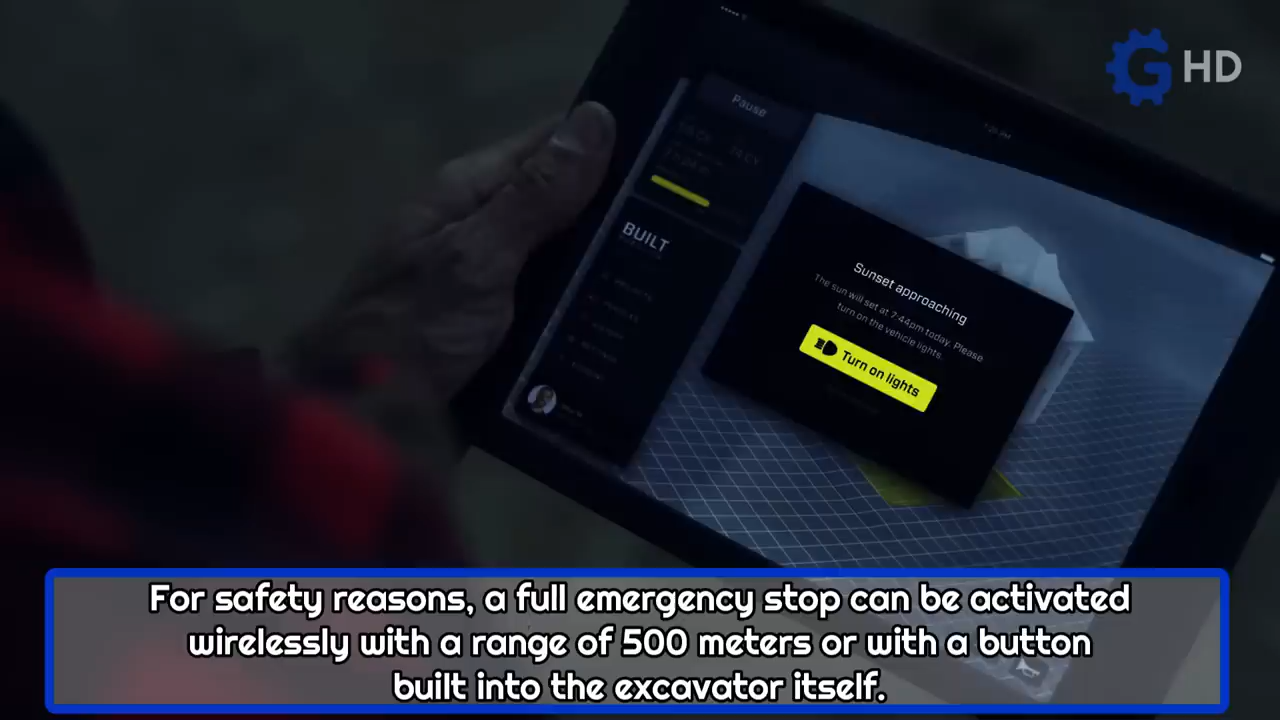 G HD
Pause
BUILT
Sunset approaching
The sun will set at 7:44pm today. Please
turn on the vehicle lights.
Turn on lights
For safety reasons, a full emergency stop can be activated
wirelessly with a range of 500 meters or with a button
built into the excavator itself.